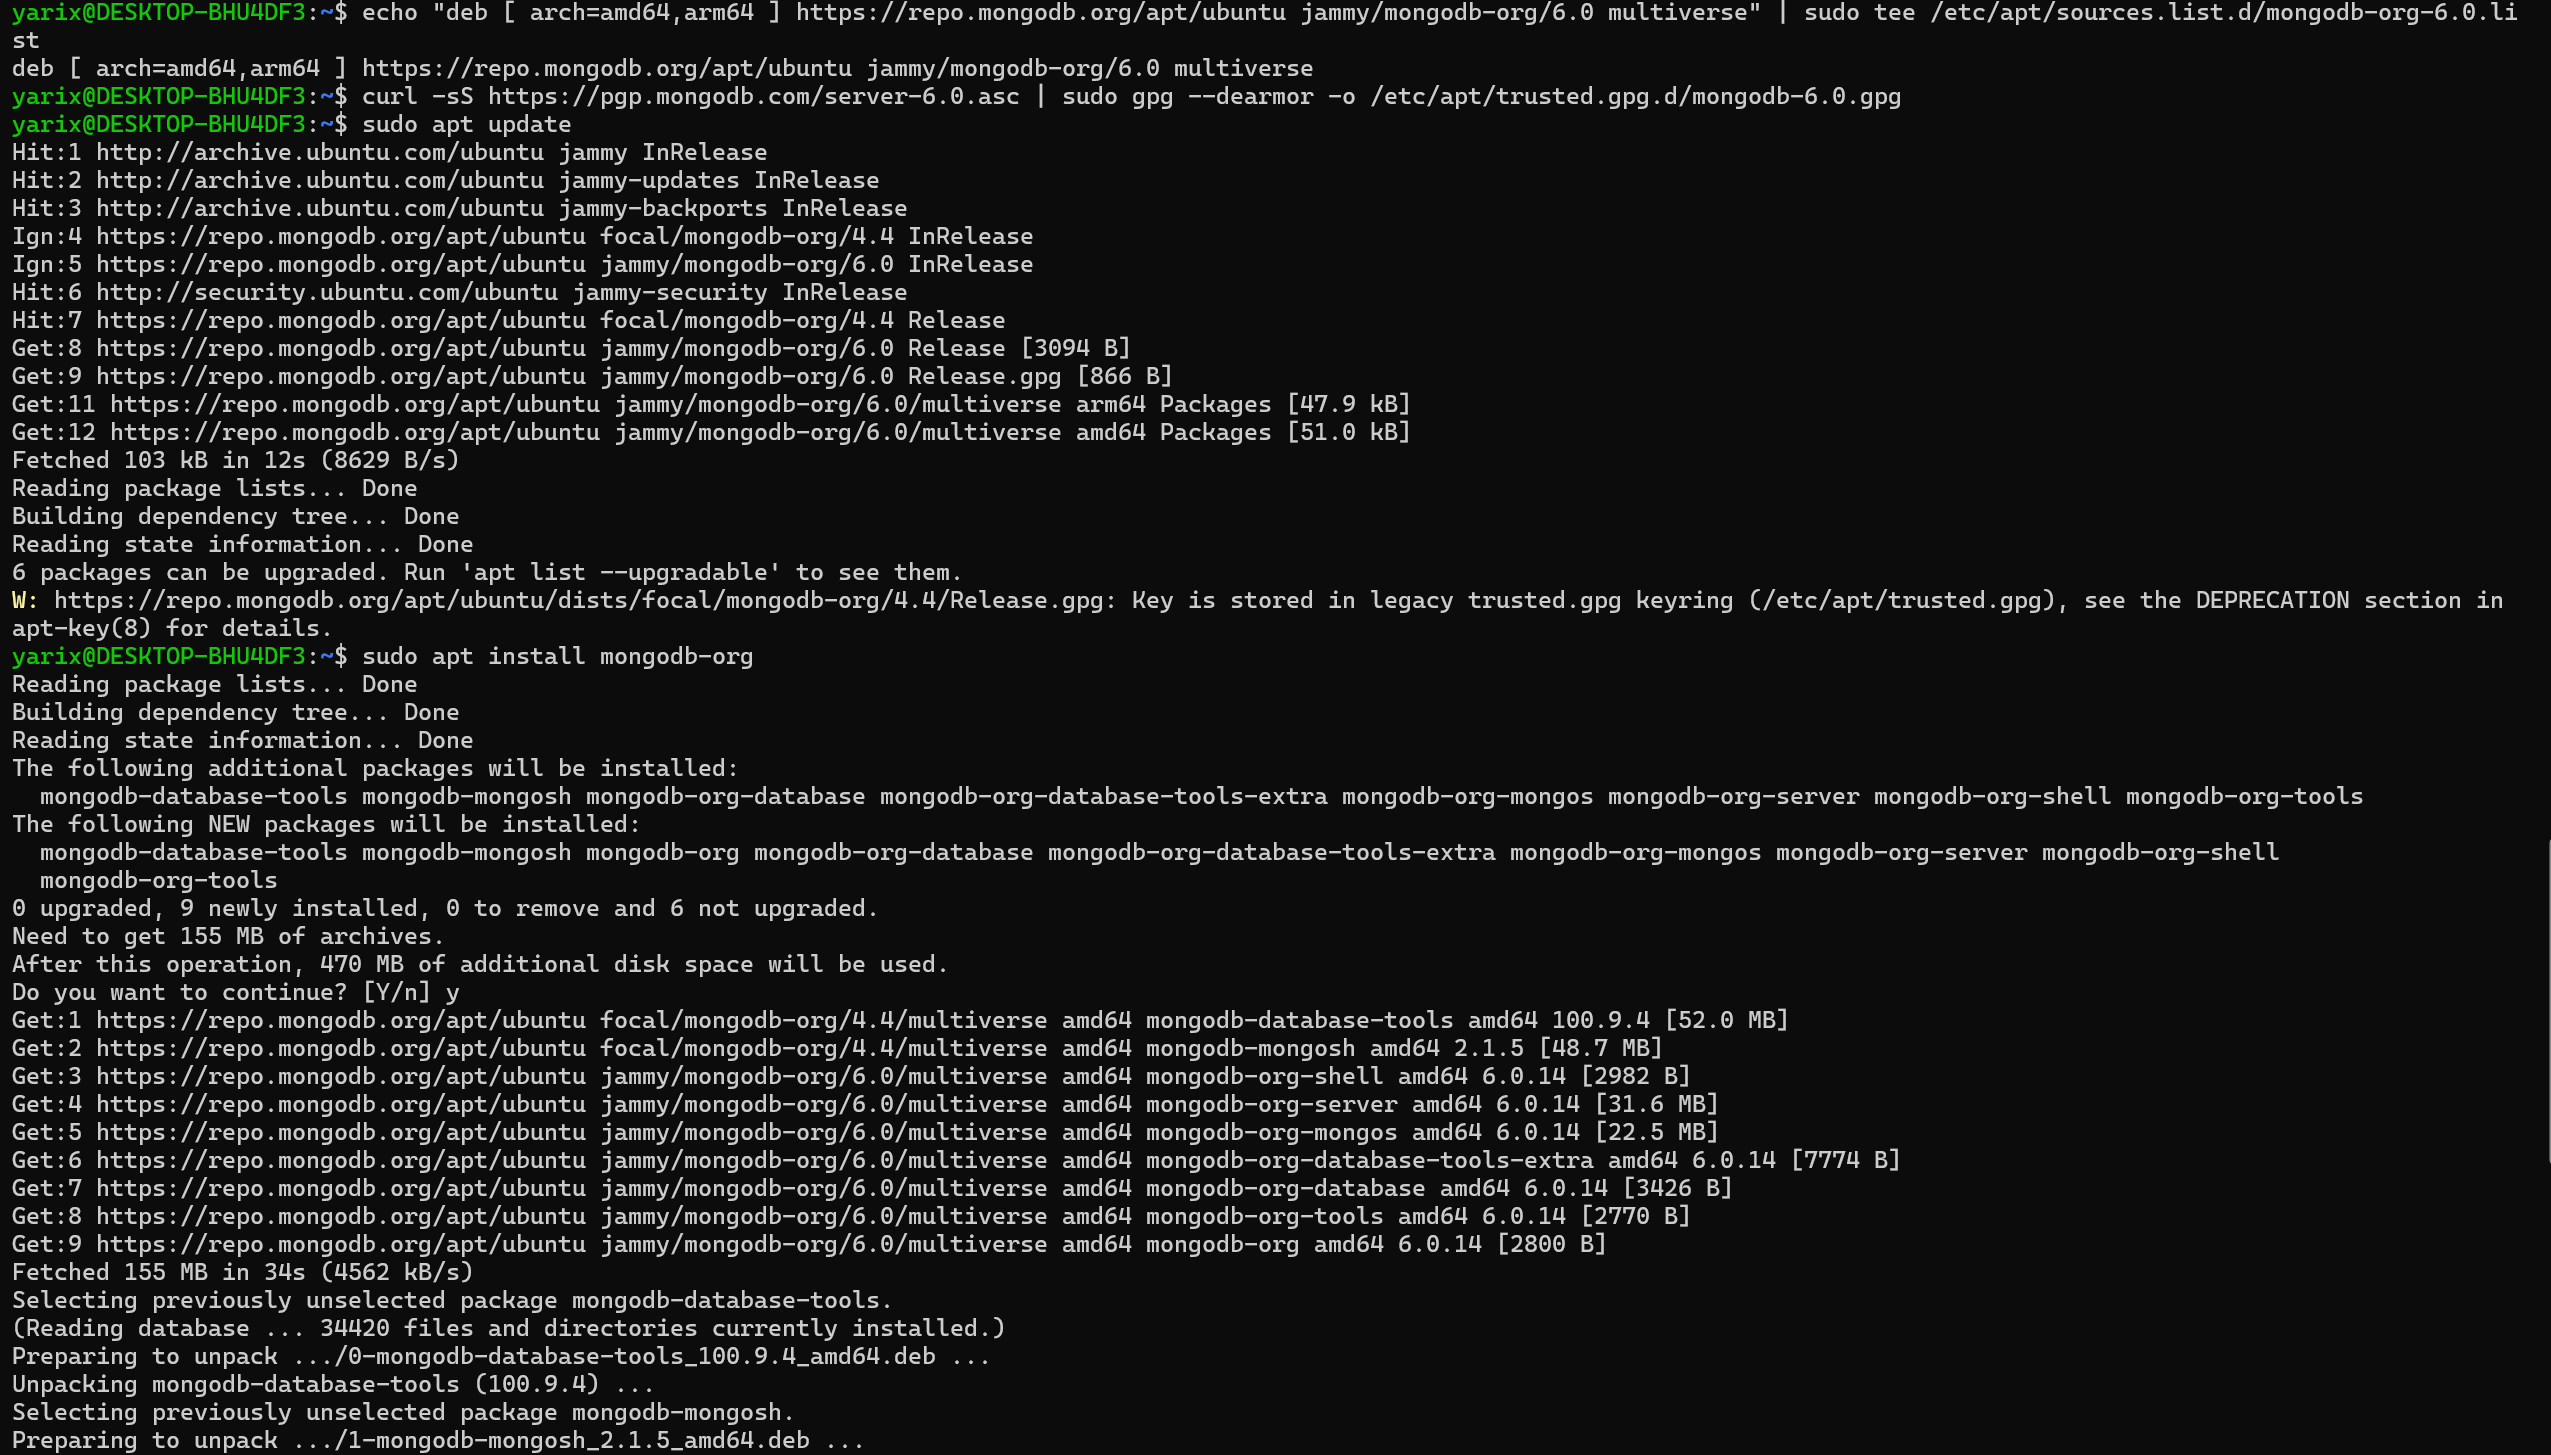 yarix@DESKTOP-BHU4DF3:~$ echo "deb [ arch=amd64,arm64 ] https://repo.mongodb.org/apt/ubuntu jammy/mongodb-org/6.0 multiverse" | sudo tee /etc/apt/sources.list.d/mongodb-org-6.0.li
st
deb [ arch=amd64,arm64 ] https://repo.mongodb.org/apt/ubuntu jammy/mongodb-org/6.0 multiverse
yarix@DESKTOP-BHU4DF3:~$ curl -sS https://pgp.mongodb.com/server-6.0.asc | sudo gpg --dearmor -o /etc/apt/trusted.gpg.d/mongodb-6.0.gpg
yarix@DESKTOP-BHU4DF3:~$ sudo apt update
Hit:1 http://archive.ubuntu.com/ubuntu jammy InRelease
Hit:2 http://archive.ubuntu.com/ubuntu jammy-updates InRelease
Hit:3 http://archive.ubuntu.com/ubuntu jammy-backports InRelease
Ign:4 https://repo.mongodb.org/apt/ubuntu focal/mongodb-org/4.4 InRelease
Ign:5 https://repo.mongodb.org/apt/ubuntu jammy/mongodb-org/6.0 InRelease
Hit:6 http://security.ubuntu.com/ubuntu jammy-security InRelease
Hit:7 https://repo.mongodb.org/apt/ubuntu focal/mongodb-org/4.4 Release
Get:8 https://repo.mongodb.org/apt/ubuntu jammy/mongodb-org/6.0 Release [3094 B]
Get:9 https://repo.mongodb.org/apt/ubuntu jammy/mongodb-org/6.0 Release.gpg [866 B]
Get:11 https://repo.mongodb.org/apt/ubuntu jammy/mongodb-org/6.0/multiverse arm64 Packages [47.9 kB]
Get:12 https://repo.mongodb.org/apt/ubuntu jammy/mongodb-org/6.0/multiverse amd64 Packages [51.0 kB]
Fetched 103 kB in 12s (8629 B/s)
Reading package lists... Done
Building dependency tree... Done
Reading state information... Done
6 packages can be upgraded. Run 'apt list --upgradable' to see them.
W: https://repo.mongodb.org/apt/ubuntu/dists/focal/mongodb-org/4.4/Release.gpg: Key is stored in legacy trusted.gpg keyring (/etc/apt/trusted.gpg), see the DEPRECATION section in
apt-key(8) for details.
yarix@DESKTOP-BHU4DF3:~$ sudo apt install mongodb-org
Reading package lists... Done
Building dependency tree... Done
Reading state information... Done
The following additional packages will be installed:
  mongodb-database-tools mongodb-mongosh mongodb-org-database mongodb-org-database-tools-extra mongodb-org-mongos mongodb-org-server mongodb-org-shell mongodb-org-tools
The following NEW packages will be installed:
  mongodb-database-tools mongodb-mongosh mongodb-org mongodb-org-database mongodb-org-database-tools-extra mongodb-org-mongos mongodb-org-server mongodb-org-shell
  mongodb-org-tools
0 upgraded, 9 newly installed, 0 to remove and 6 not upgraded.
Need to get 155 MB of archives.
After this operation, 470 MB of additional disk space will be used.
Do you want to continue? [Y/n] y
Get:1 https://repo.mongodb.org/apt/ubuntu focal/mongodb-org/4.4/multiverse amd64 mongodb-database-tools amd64 100.9.4 [52.0 MB]
Get:2 https://repo.mongodb.org/apt/ubuntu focal/mongodb-org/4.4/multiverse amd64 mongodb-mongosh amd64 2.1.5 [48.7 MB]
Get:3 https://repo.mongodb.org/apt/ubuntu jammy/mongodb-org/6.0/multiverse amd64 mongodb-org-shell amd64 6.0.14 [2982 B]
Get:4 https://repo.mongodb.org/apt/ubuntu jammy/mongodb-org/6.0/multiverse amd64 mongodb-org-server amd64 6.0.14 [31.6 MB]
Get:5 https://repo.mongodb.org/apt/ubuntu jammy/mongodb-org/6.0/multiverse amd64 mongodb-org-mongos amd64 6.0.14 [22.5 MB]
Get:6 https://repo.mongodb.org/apt/ubuntu jammy/mongodb-org/6.0/multiverse amd64 mongodb-org-database-tools-extra amd64 6.0.14 [7774 B]
Get:7 https://repo.mongodb.org/apt/ubuntu jammy/mongodb-org/6.0/multiverse amd64 mongodb-org-database amd64 6.0.14 [3426 B]
Get:8 https://repo.mongodb.org/apt/ubuntu jammy/mongodb-org/6.0/multiverse amd64 mongodb-org-tools amd64 6.0.14 [2770 B]
Get:9 https://repo.mongodb.org/apt/ubuntu jammy/mongodb-org/6.0/multiverse amd64 mongodb-org amd64 6.0.14 [2800 B]
Fetched 155 MB in 34s (4562 kB/s)
Selecting previously unselected package mongodb-database-tools.
(Reading database ... 34420 files and directories currently installed.)
Preparing to unpack .../0-mongodb-database-tools_100.9.4_amd64.deb ...
Unpacking mongodb-database-tools (100.9.4) ...
Selecting previously unselected package mongodb-mongosh.
Preparing to unpack .../1-mongodb-mongosh_2.1.5_amd64.deb ...